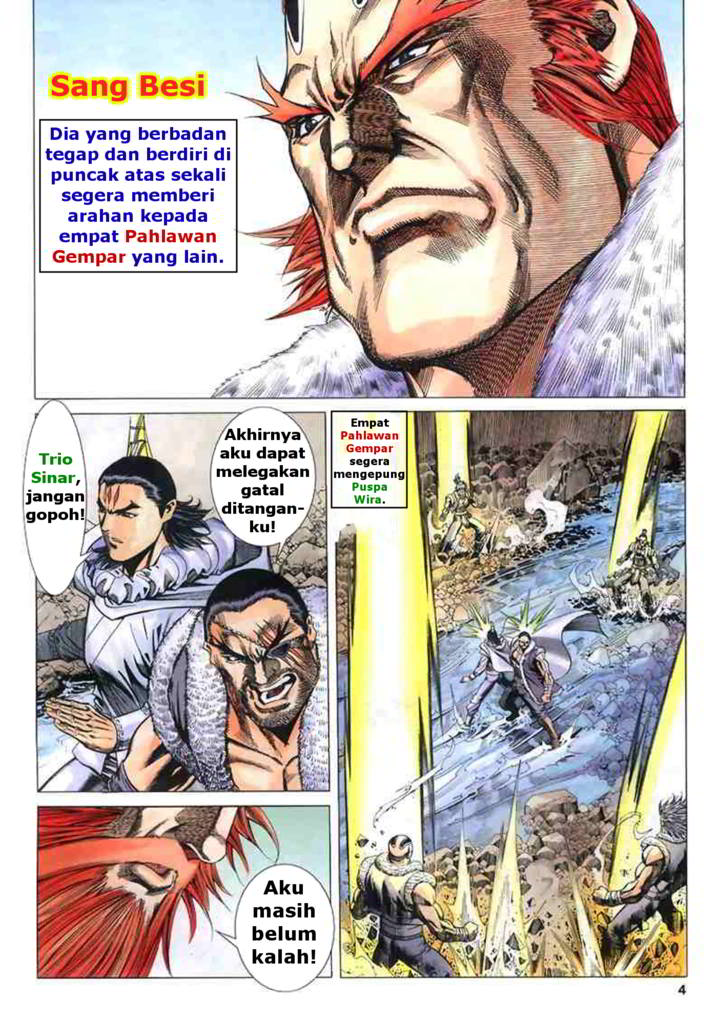 Sang Besi
Dia yang berbadan
tegap dan berdiri di
puncak atas sekali
segera memberi
arahan kepada
empat Pahlawan
Gempar yang lain.
Trio
Sinar,
jangan
gopoh!
Akhirnya
aku dapat
melegakan
gatal
ditangan-
ku!
Empat
Pahlawan
Gempar
segera
mengepung
Puspa
Wira.
Aku
masih
belum
kalah!
4